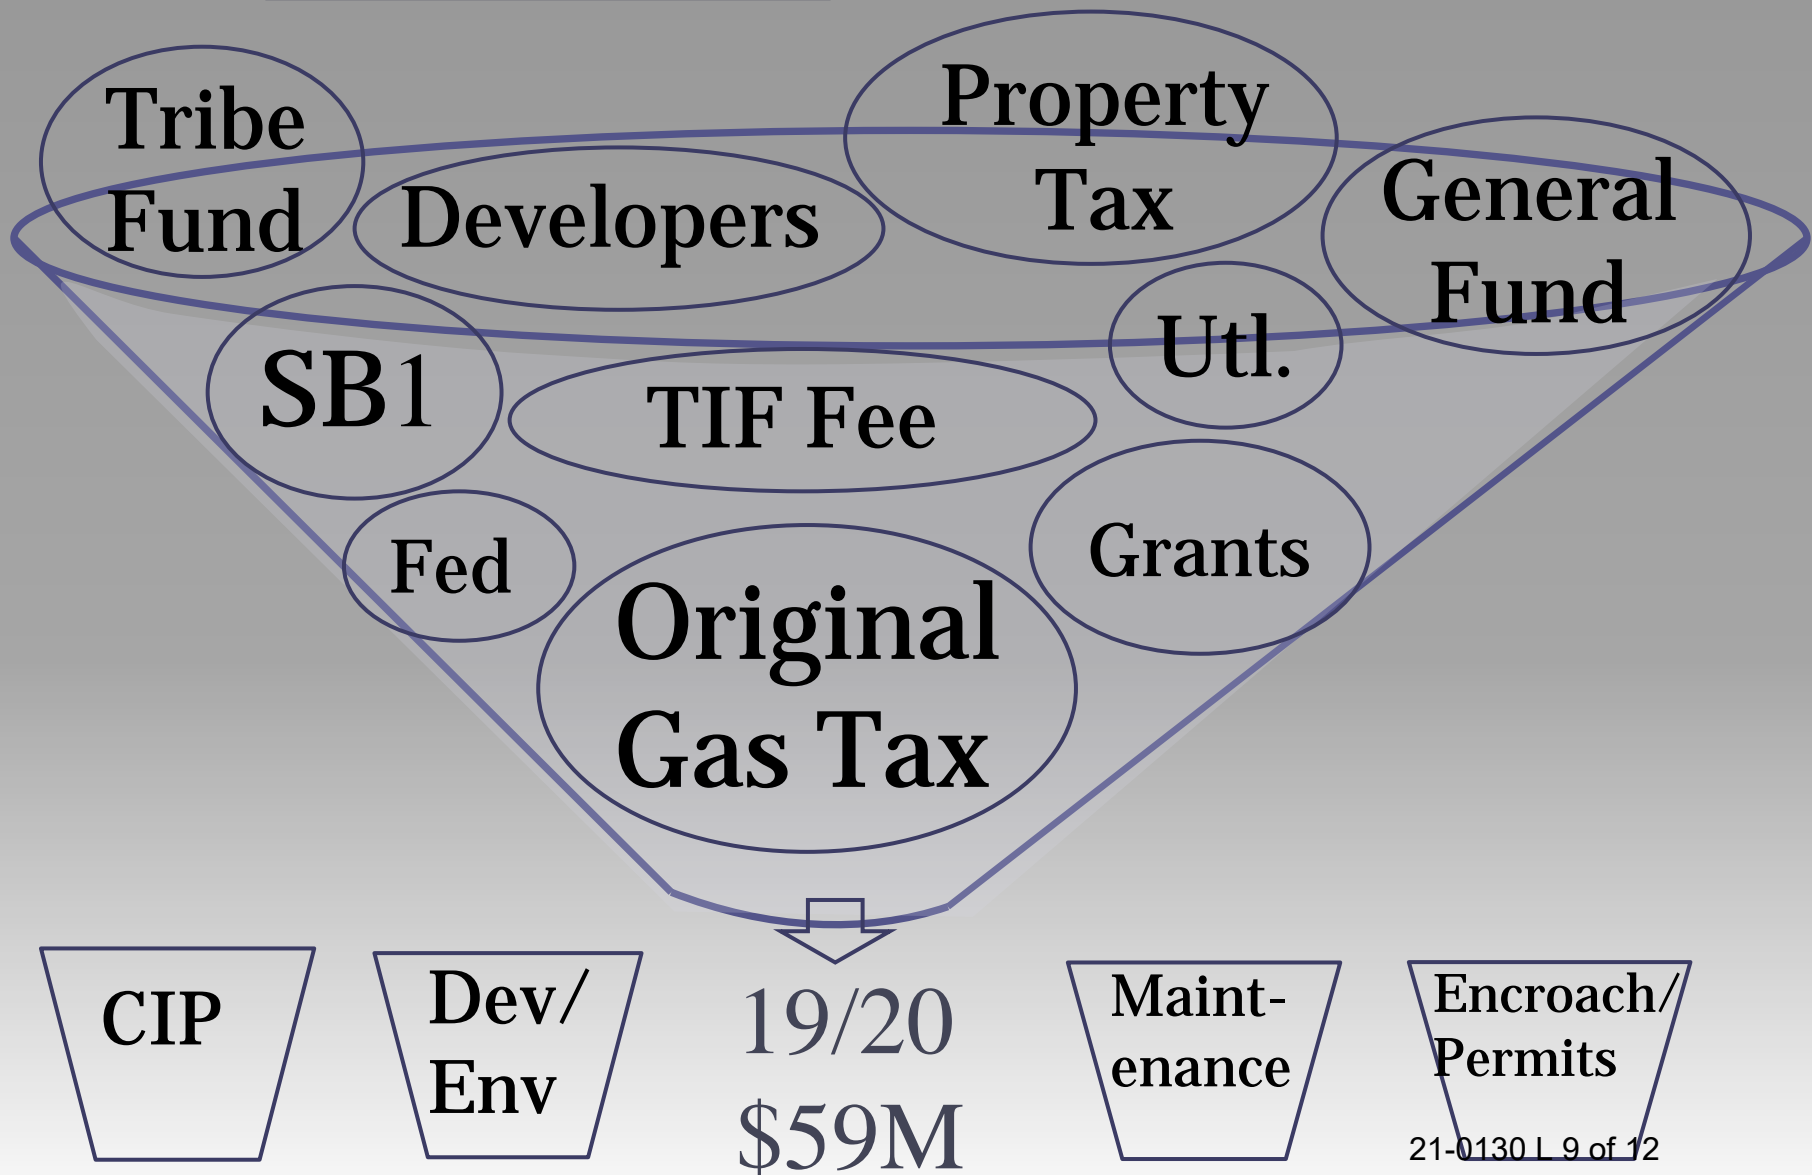 Tribe
Fund
Developers
Property
Tax
General
Fund
SB1
TIF Fee
Utl.
Fed
Original
Gas Tax
Grants
CIP
Dev/
Env
19/20
$59M
Maint-
enance
Encroach/
Permits
21-0130 L 9 of 12